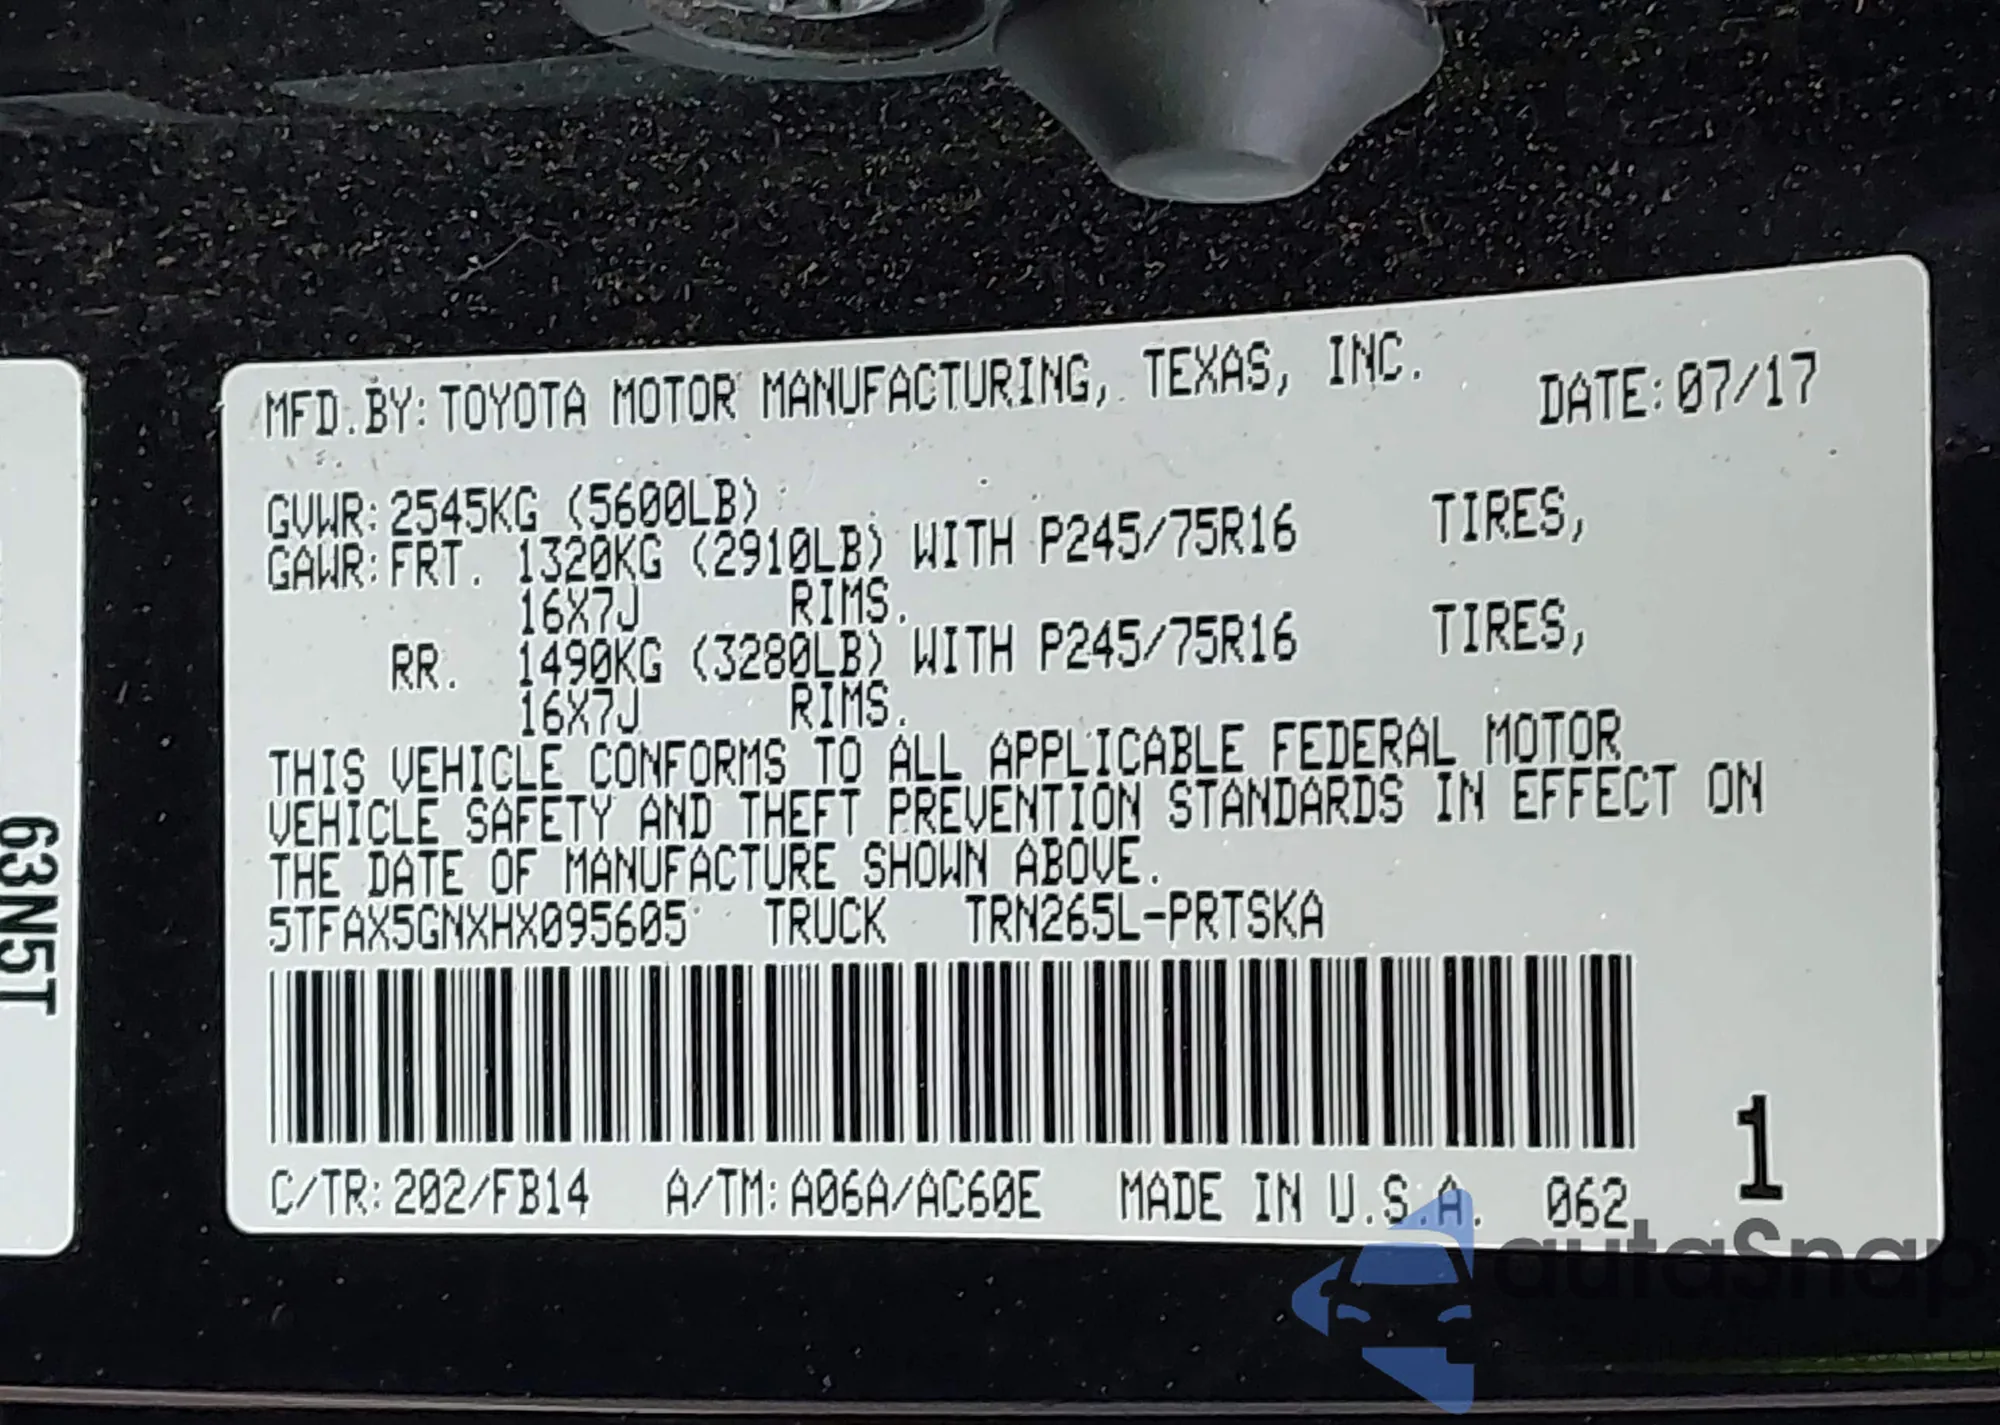 MFD.BY: TOYOTA MOTOR MANUFACTURING, TEXAS, INC. DATE: 07/17
GVWR: 2545KG (5600LB)
GAWR: FRT. 1320KG (2910LB) WITH P245/75R16 TIRES,
16X7J RIMS.
RR. 1490KG (3280LB) WITH P245/75R16 TIRES,
16X7J RIMS.
THIS VEHICLE CONFORMS TO ALL APPLICABLE FEDERAL MOTOR
VEHICLE SAFETY AND THEFT PREVENTION STANDARDS IN EFFECT ON
THE DATE OF MANUFACTURE SHOWN ABOVE.
5TFAX5GNXHX095605 TRUCK TRN265L-PRTSKA
C/TR: 202/FB14 A/TM: A06A/AC60E MADE IN U.S.A. 062 1
63N5T
autosnap